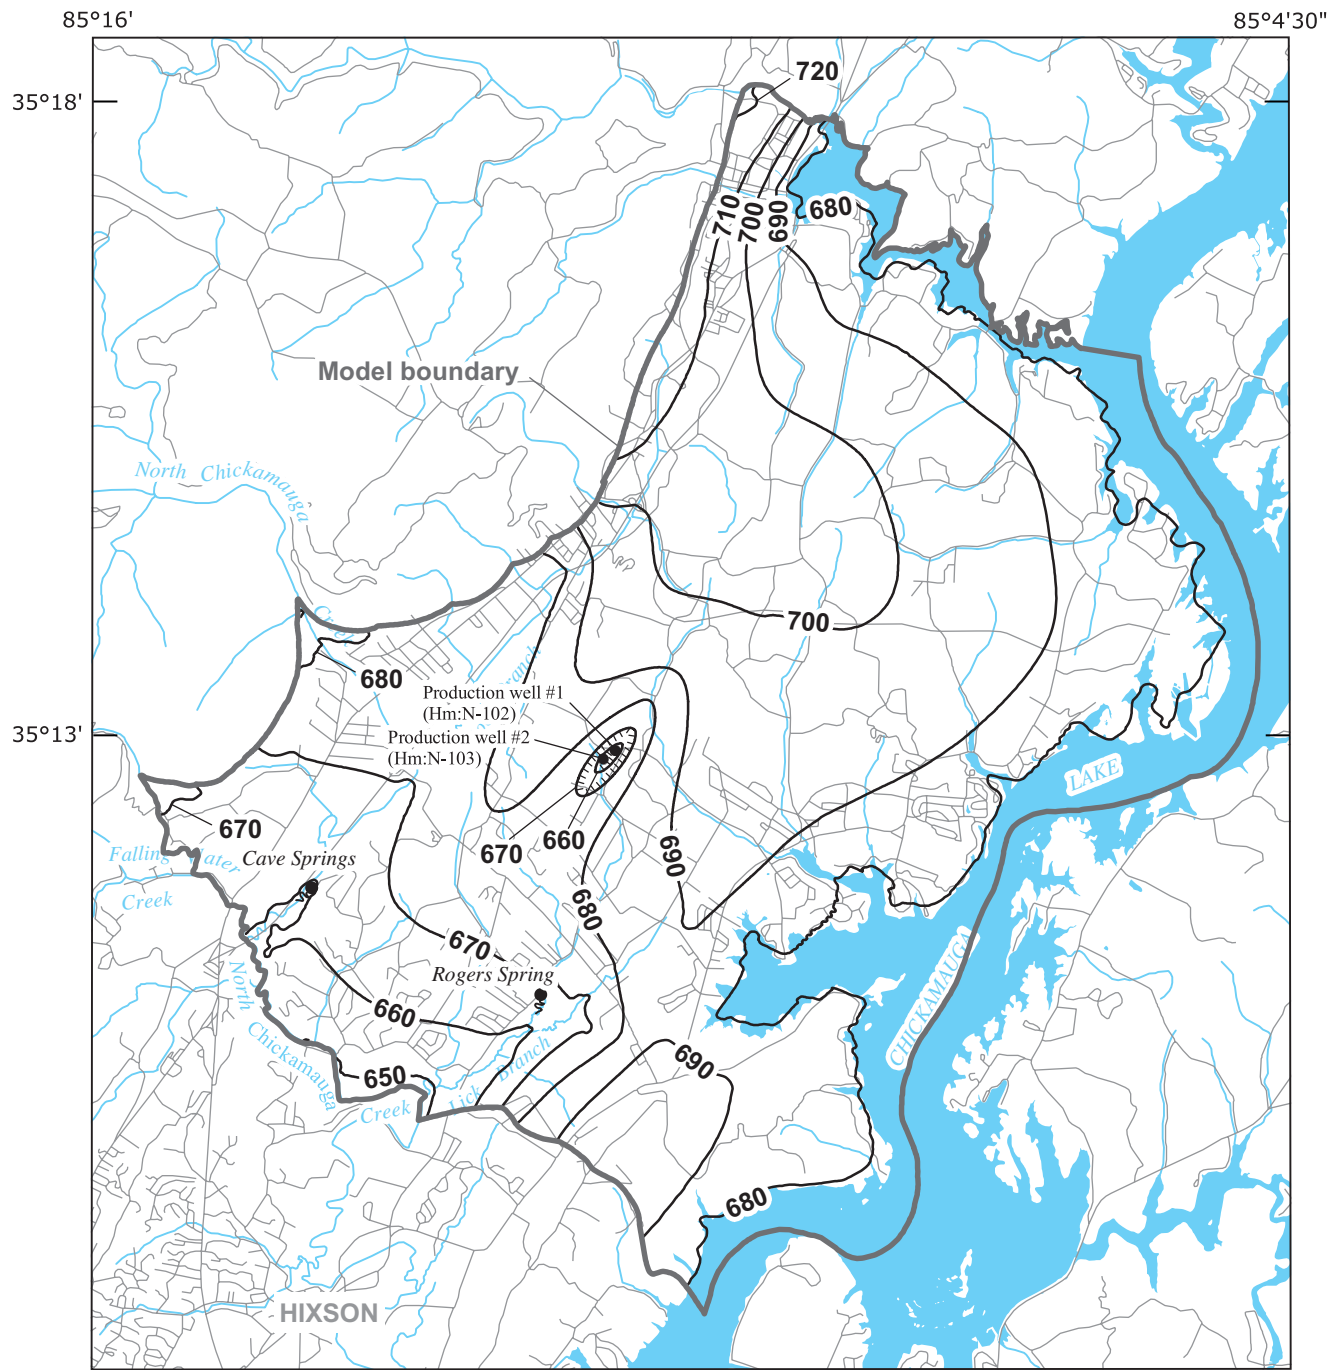 85°16' 85°4'30"
35°18'
720
680
710
700
690
Model boundary
North Chickamauga
Creek
700
680
Branch
Production well #1
(Hm:N-102)
Production well #2
(Hm:N-103)
35°13'
LAKE
670
670
660
690
Falling Water
Creek
Cave Springs
680
670
Rogers Spring
CHICKAMAUGA
North
Chickamauga
Creek
660
690
650
Lick Branch
680
HIXSON